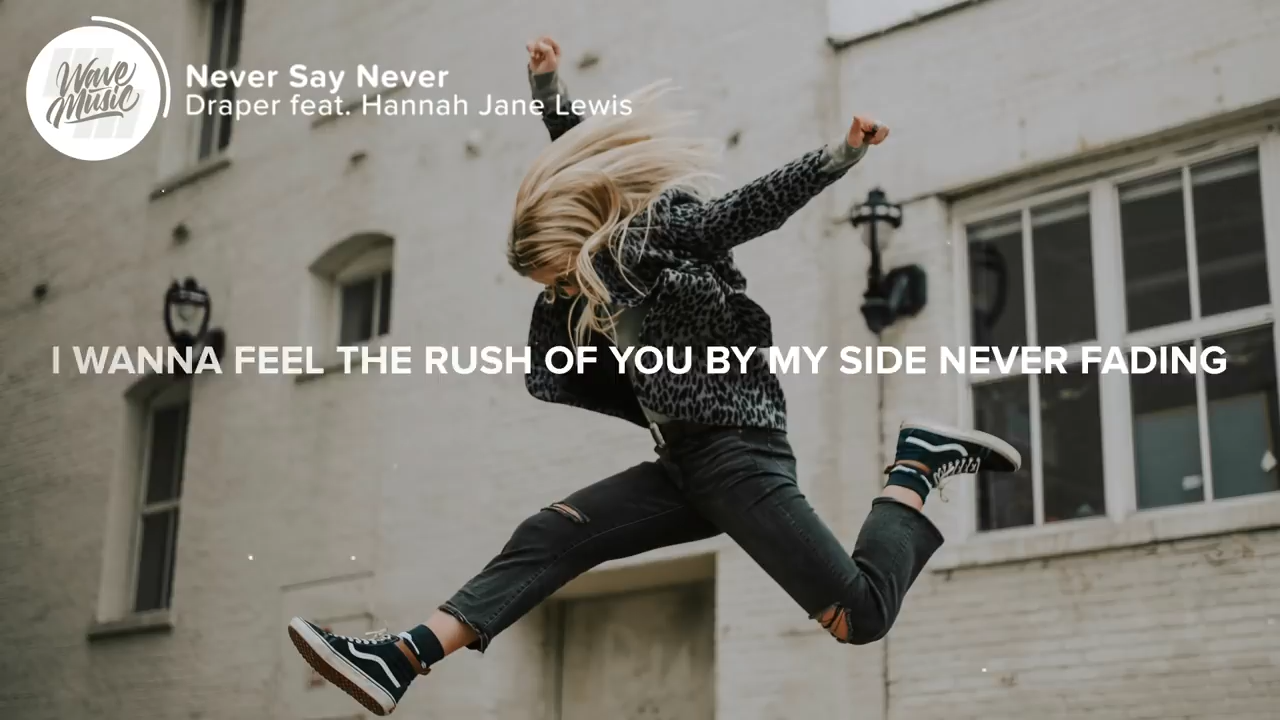 Wave
Music
Never Say Never
Draper feat. Hannah Jane Lewis
I WANNA FEEL THE RUSH OF YOU BY MY SIDE NEVER FADING